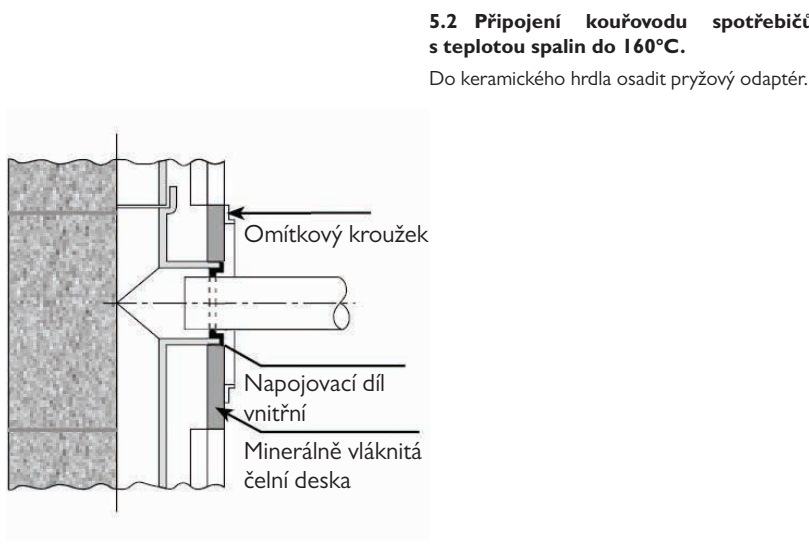 5.2 Připojení kouřovodu spotřebičů
s teplotou spalin do 160°C.
Do keramického hrdla osadit pryžový odaptér.
Omítkový kroužek
Napojovací díl
vnitřní
Minerálně vláknitá
čelní deska